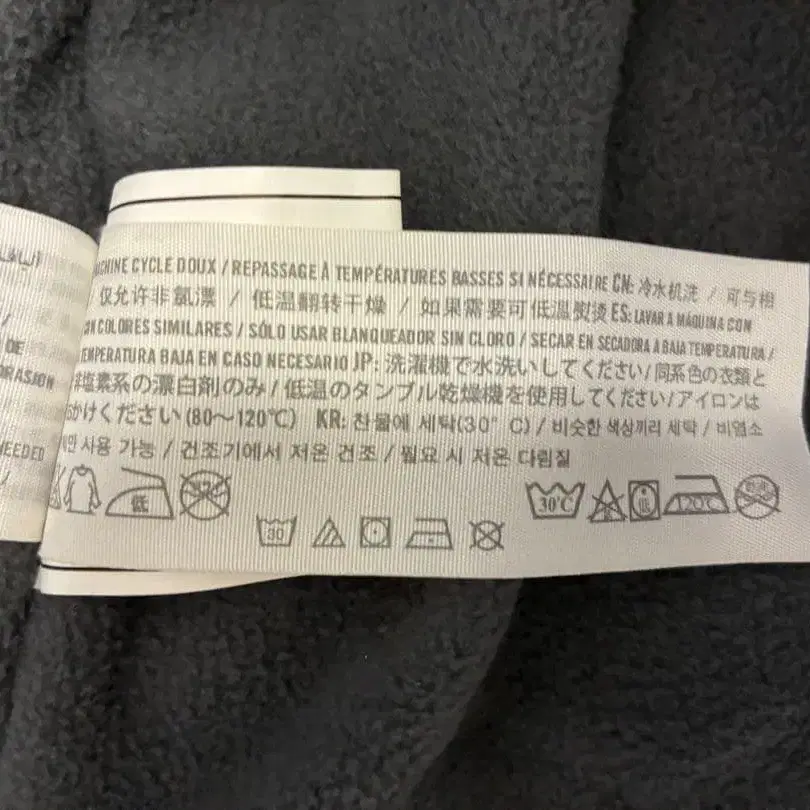 DE
ORASION
NEEDED
MACHINE CYCLE DOUX / REPASSAGE À TEMPÉRATURES BASSES SI NÉCESSAIRE CN: 冷水机洗 / 可与相
仅允许非氯漂 / 低温翻转干燥 / 如果需要可低温熨烫 ES: LAVAR A MÁQUINA CON
CON COLORES SIMILARES / SÓLO USAR BLANQUEADOR SIN CLORO / SECAR EN SECADORA A BAJA TEMPERATURA /
TEMPERATURA BAJA EN CASO NECESARIO JP: 洗濯機で水洗いしてください / 同系色の衣類と
非塩素系の漂白剤のみ / 低温のタンブル乾燥機を使用してください / アイロンは
かけください (80〜120℃) KR: 찬물에 세탁(30° C) / 비슷한 색상끼리 세탁 / 비염소
만 사용 가능 / 건조기에서 저온 건조 / 필요 시 저온 다림질
低
30
30℃
低
120℃